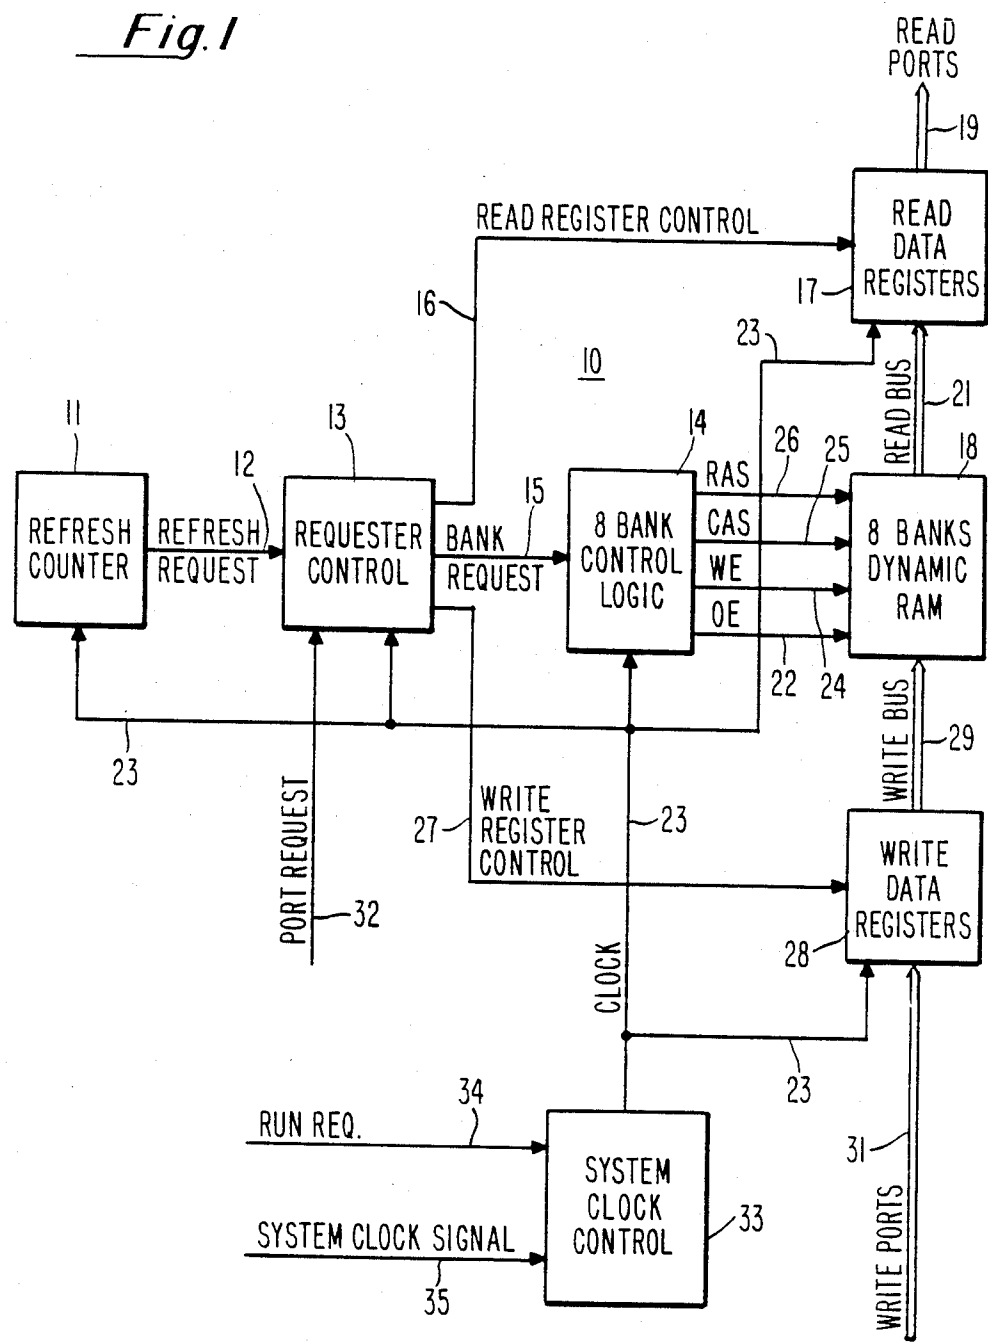 Fig. 1
READ
PORTS
19
READ
DATA
REGISTERS
17
READ REGISTER CONTROL
16
23
10
READ BUS
21
11
13
14
18
12
15
RAS
26
25
CAS
WE
OE
22
24
REFRESH
COUNTER
REFRESH
REQUEST
REQUESTER
CONTROL
BANK
REQUEST
8 BANK
CONTROL
LOGIC
8 BANKS
DYNAMIC
RAM
23
WRITE BUS
29
PORT REQUEST
32
27
WRITE
REGISTER
CONTROL
23
WRITE
DATA
REGISTERS
28
CLOCK
23
34
RUN REQ.
31
WRITE PORTS
SYSTEM
CLOCK
CONTROL
33
SYSTEM CLOCK SIGNAL
35